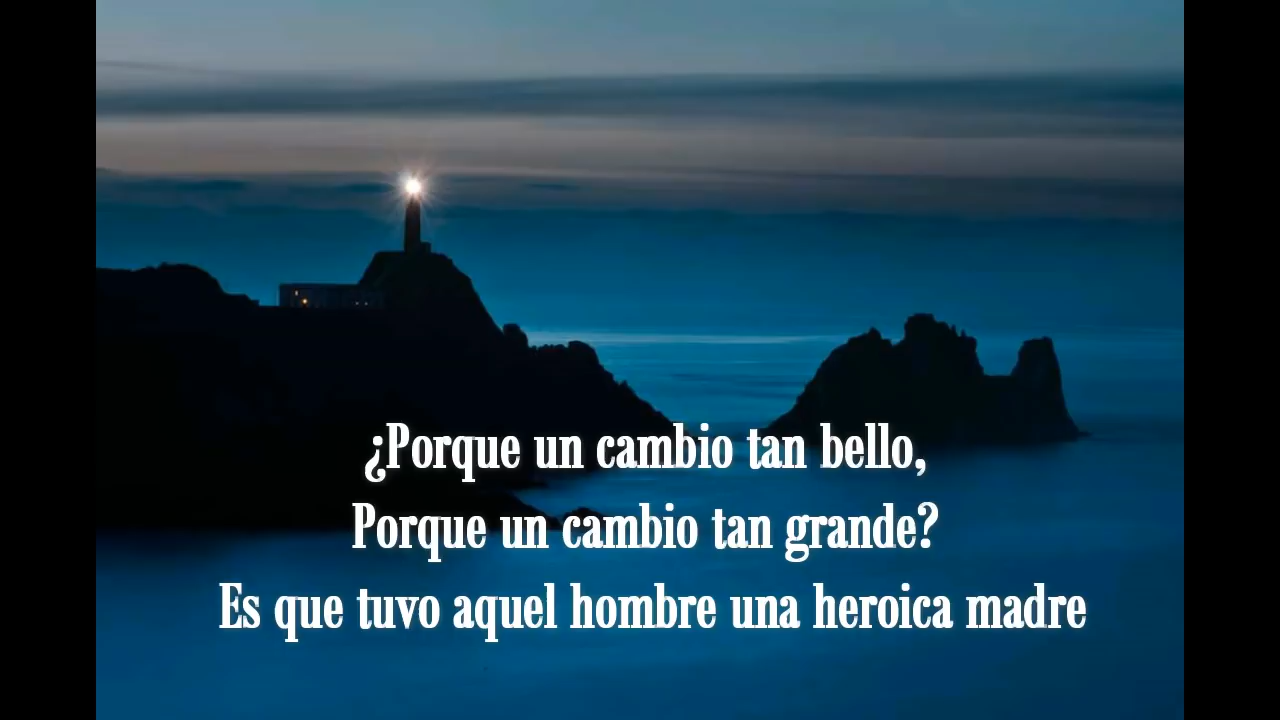 ¿Porque un cambio tan bello,
Porque un cambio tan grande?
Es que tuvo aquel hombre una heroica madre